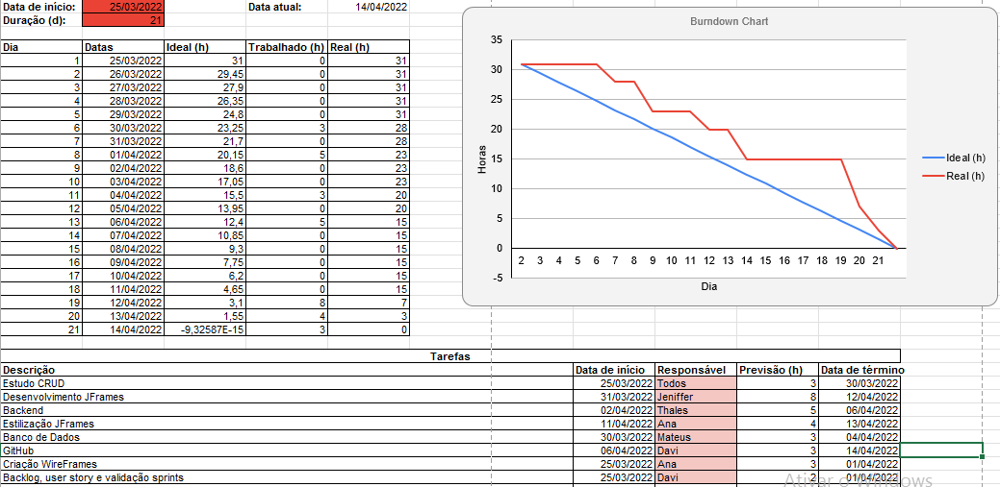 Data de início: 25/03/2022 Data atual: 14/04/2022
Duração (d): 21
Dia Datas Ideal (h) Trabalhado (h) Real (h)
1 25/03/2022 31 0 31
2 26/03/2022 29,45 0 31
3 27/03/2022 27,9 0 31
4 28/03/2022 26,35 0 31
5 29/03/2022 24,8 0 31
6 30/03/2022 23,25 3 28
7 31/03/2022 21,7 0 28
8 01/04/2022 20,15 5 23
9 02/04/2022 18,6 0 23
10 03/04/2022 17,05 0 23
11 04/04/2022 15,5 3 20
12 05/04/2022 13,95 0 20
13 06/04/2022 12,4 5 15
14 07/04/2022 10,85 0 15
15 08/04/2022 9,3 0 15
16 09/04/2022 7,75 0 15
17 10/04/2022 6,2 0 15
18 11/04/2022 4,65 0 15
19 12/04/2022 3,1 8 7
20 13/04/2022 1,55 4 3
21 14/04/2022 -9,32587E-15 3 0
Burndown Chart
Horas
35
30
25
20
15
10
5
0
-5
2 3 4 5 6 7 8 9 10 11 12 13 14 15 16 17 18 19 20 21
Dia
Ideal (h)
Real (h)
Tarefas
Descrição Data de início Responsável Previsão (h) Data de término
Estudo CRUD 25/03/2022 Todos 3 30/03/2022
Desenvolvimento JFrames 31/03/2022 Jeniffer 8 12/04/2022
Backend 02/04/2022 Thales 5 06/04/2022
Estilização JFrames 11/04/2022 Ana 4 13/04/2022
Banco de Dados 30/03/2022 Mateus 3 04/04/2022
GitHub 06/04/2022 Davi 3 14/04/2022
Criação WireFrames 25/03/2022 Ana 3 01/04/2022
Backlog, user story e validação sprints 25/03/2022 Davi 2 01/04/2022
Ativar o Windows